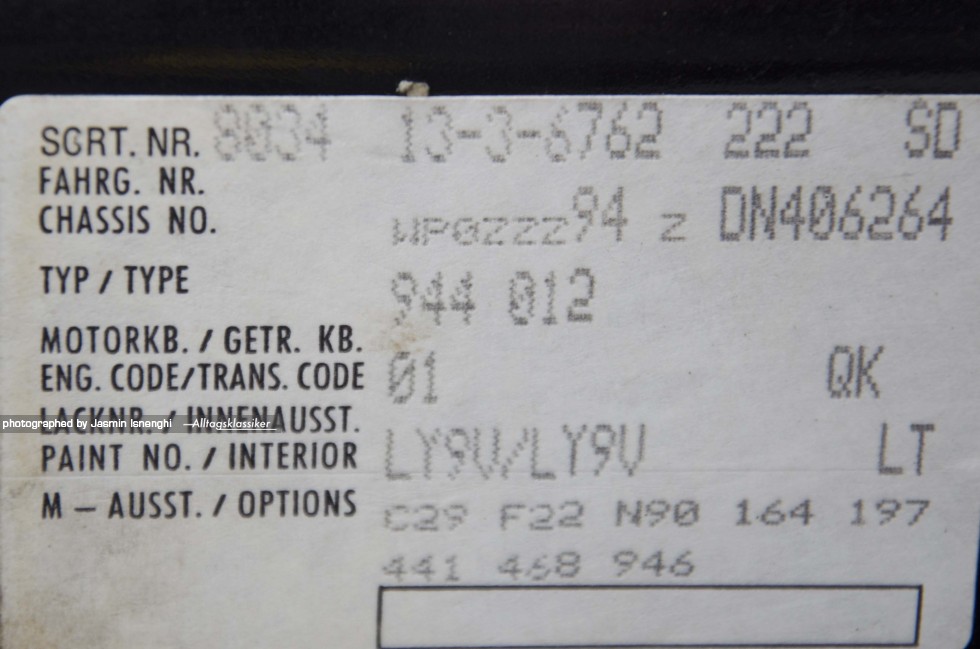 SORT. NR. 8034 13-3-6762 222 SD
FAHRG. NR.
CHASSIS NO. WP0ZZZ94 Z DN406264
TYP / TYPE 944 012
MOTORKB. / GETR. KB.
ENG. CODE/TRANS. CODE 01 QK
LACKNR. / INNENAUSST.
photographed by Jasmin Ienenghi —Alltagsklassiker
PAINT NO. / INTERIOR LY9V/LY9V LT
M – AUSST. / OPTIONS C29 F22 N90 164 197
441 468 946